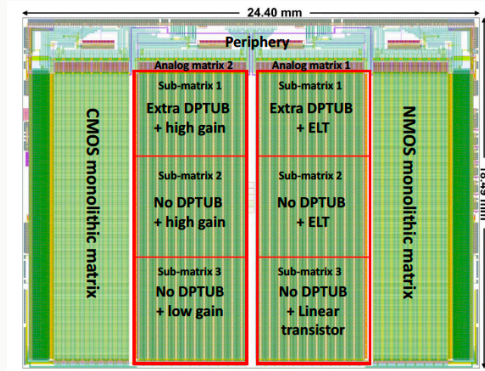 24.40 mm
Periphery
Analog matrix 2
Analog matrix 1
CMOS monolithic matrix
Sub-matrix 1
Extra DPTUB
+ high gain
Sub-matrix 2
No DPTUB
+ high gain
Sub-matrix 3
No DPTUB
+ low gain
Sub-matrix 1
Extra DPTUB
+ ELT
Sub-matrix 2
No DPTUB
+ ELT
Sub-matrix 3
No DPTUB
+ Linear
transistor
NMOS monolithic matrix